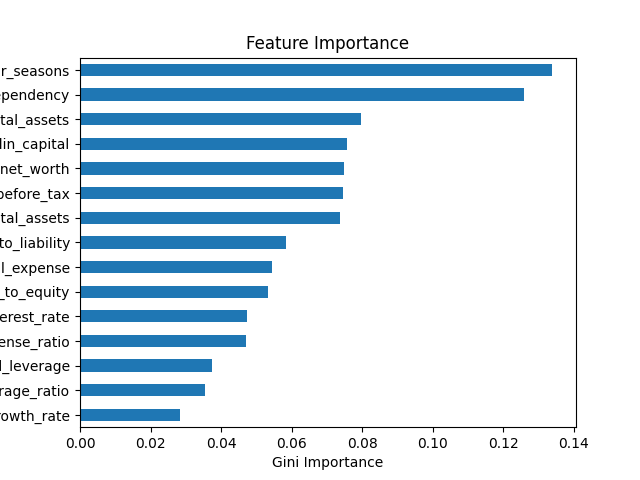 Feature Importance
r_seasons
ependency
tal_assets
lin_capital
net_worth
before_tax
tal_assets
to_liability
l_expense
_to_equity
erest_rate
ense_ratio
l_leverage
rage_ratio
rowth_rate
0.00 0.02 0.04 0.06 0.08 0.10 0.12 0.14
Gini Importance